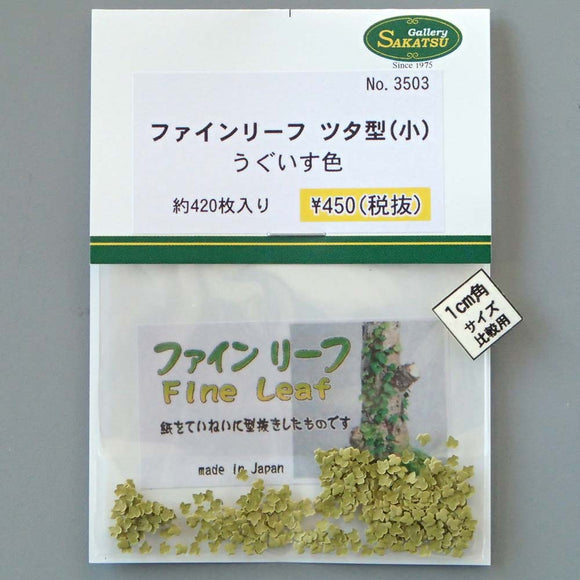 Gallery
SAKATSU
Since 1975
No.3503
ファインリーフ ツタ型(小)
うぐいす色
約420枚入り ¥450(税抜)
1cm角
サイズ
比較用
ファインリーフ
Fine Leaf
紙をていねいに型抜きしたものです
made in Japan